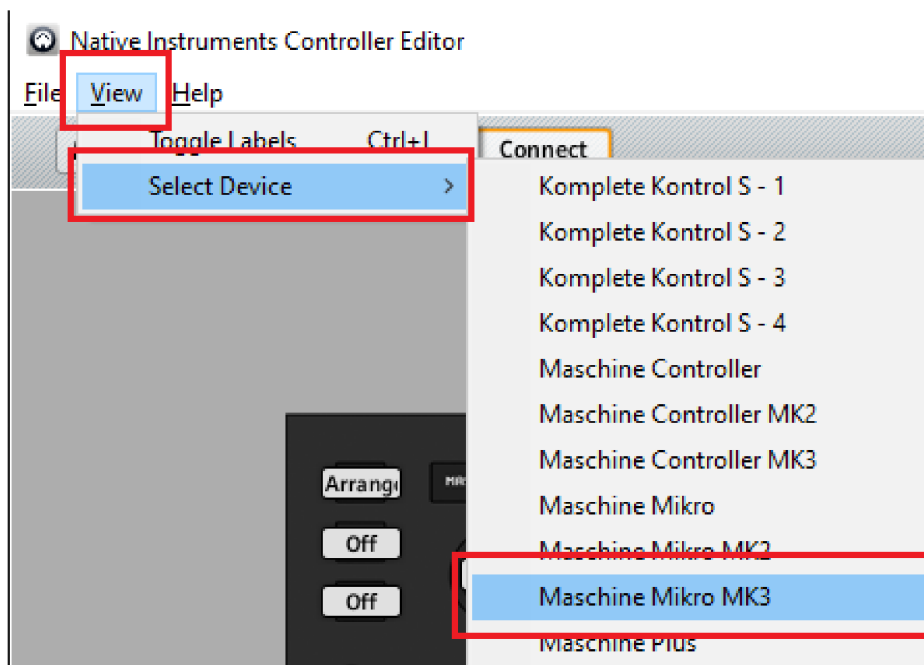 Native Instruments Controller Editor
File View Help
Toggle Labels Ctrl+L
Connect
Select Device >
Komplete Kontrol S - 1
Komplete Kontrol S - 2
Komplete Kontrol S - 3
Komplete Kontrol S - 4
Maschine Controller
Maschine Controller MK2
Maschine Controller MK3
Maschine Mikro
Maschine Mikro MK2
Maschine Mikro MK3
Maschine Plus
Arrang
Off
Off